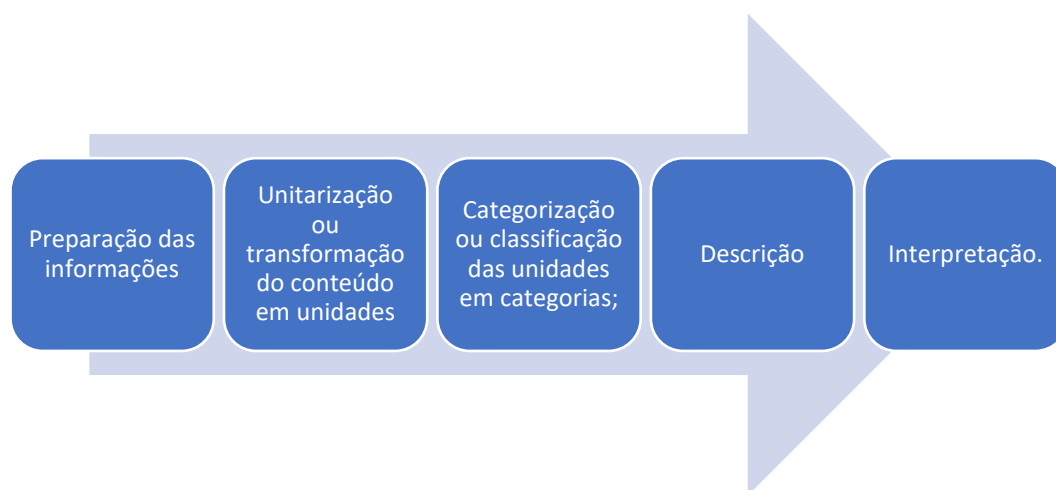 Preparação das
informações
Unitarização
ou
transformação
do conteúdo
em unidades
Categorização
ou classificação
das unidades
em categorias;
Descrição
Interpretação.